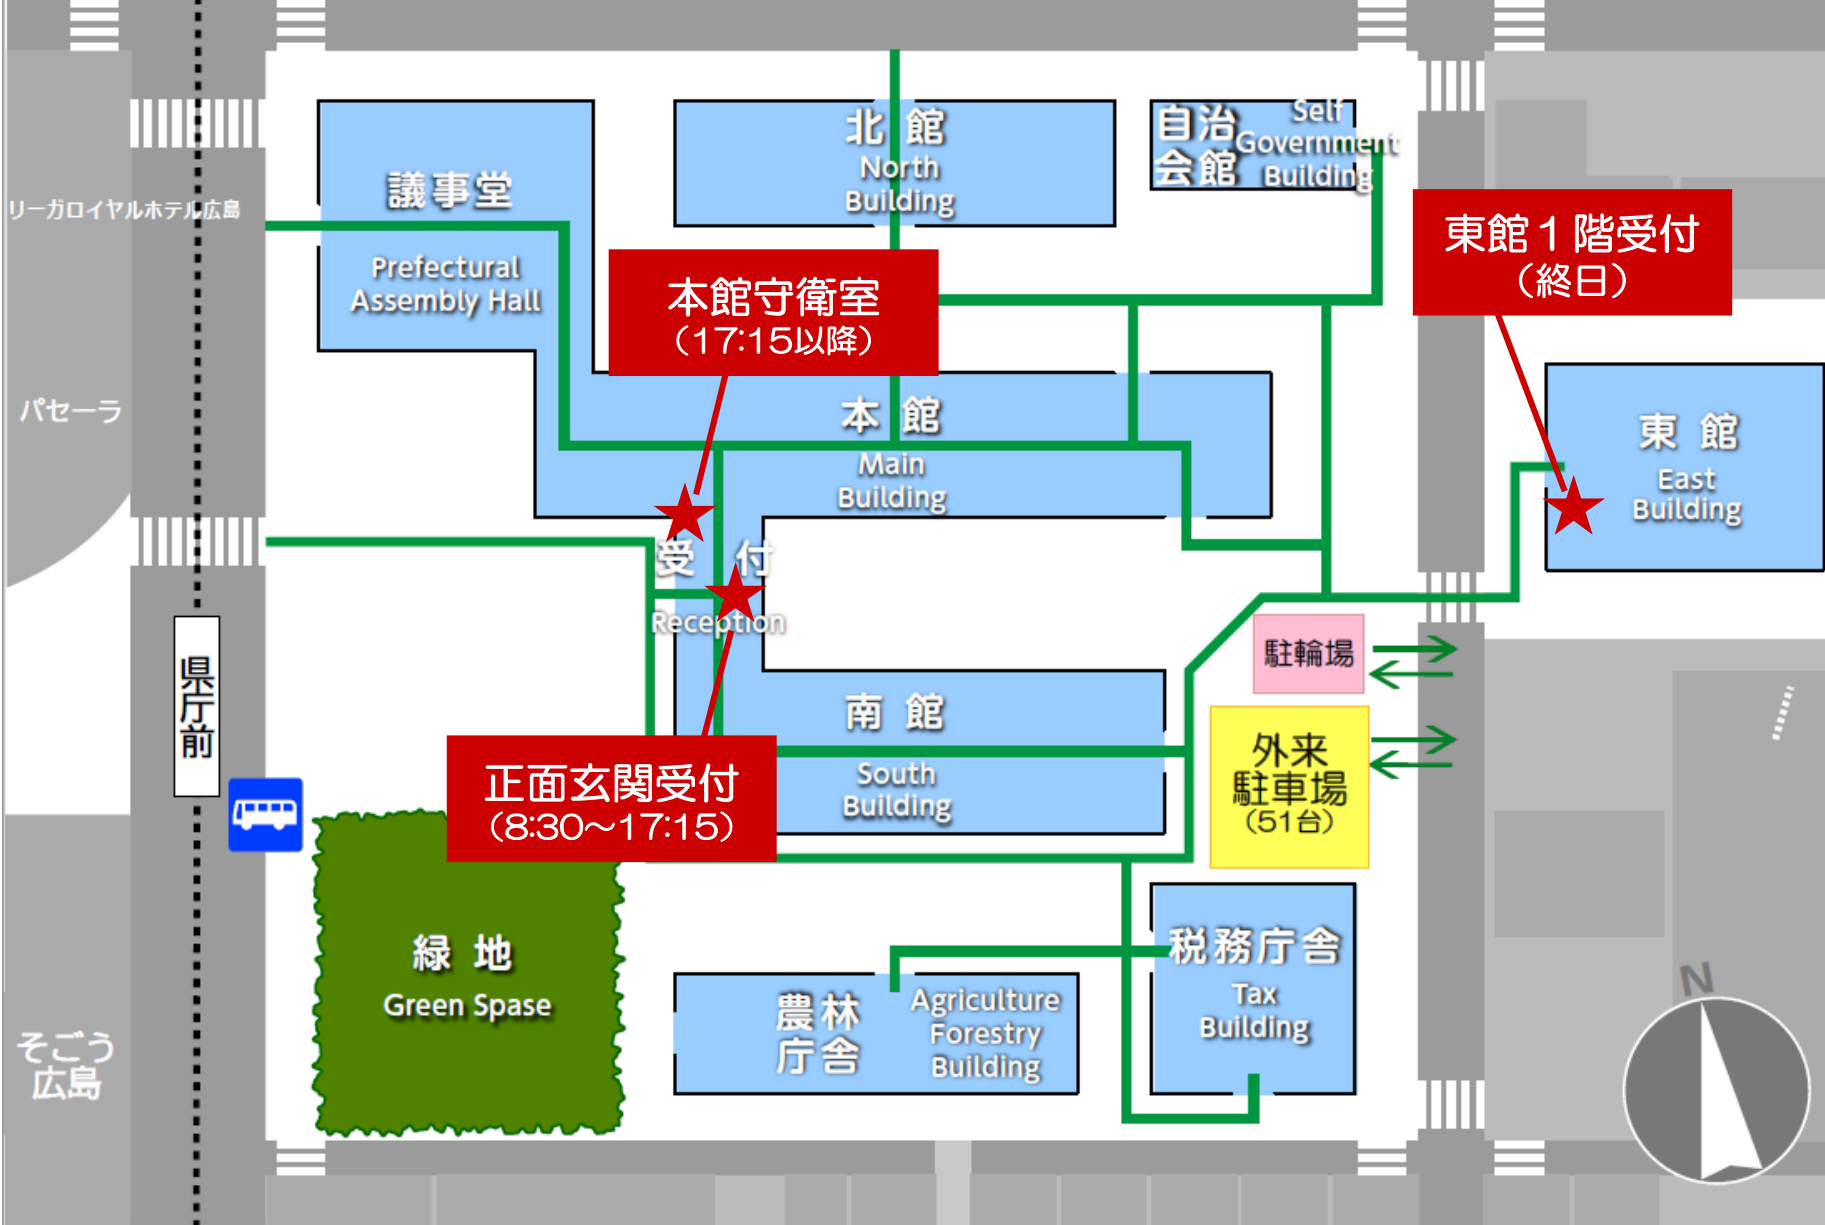 北 館
North
Building
自治
会館
Self
Government
Building
議事堂
Prefectural
Assembly Hall
リーガロイヤルホテル広島
東館１階受付
（終日）
本館守衛室
（17:15以降）
パセーラ
本 館
Main
Building
東 館
East
Building
受 付
Reception
県庁前
駐輪場
南 館
South
Building
外来
駐車場
（51台）
正面玄関受付
（8:30～17:15）
緑 地
Green Spase
税務庁舎
Tax
Building
農林
庁舎
Agriculture
Forestry
Building
そごう
広島
N